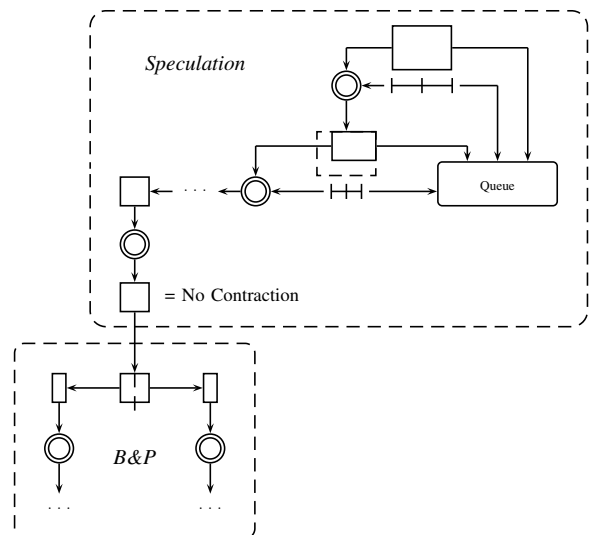 Speculation
Queue
. . .
= No Contraction
B&P
. . .
. . .